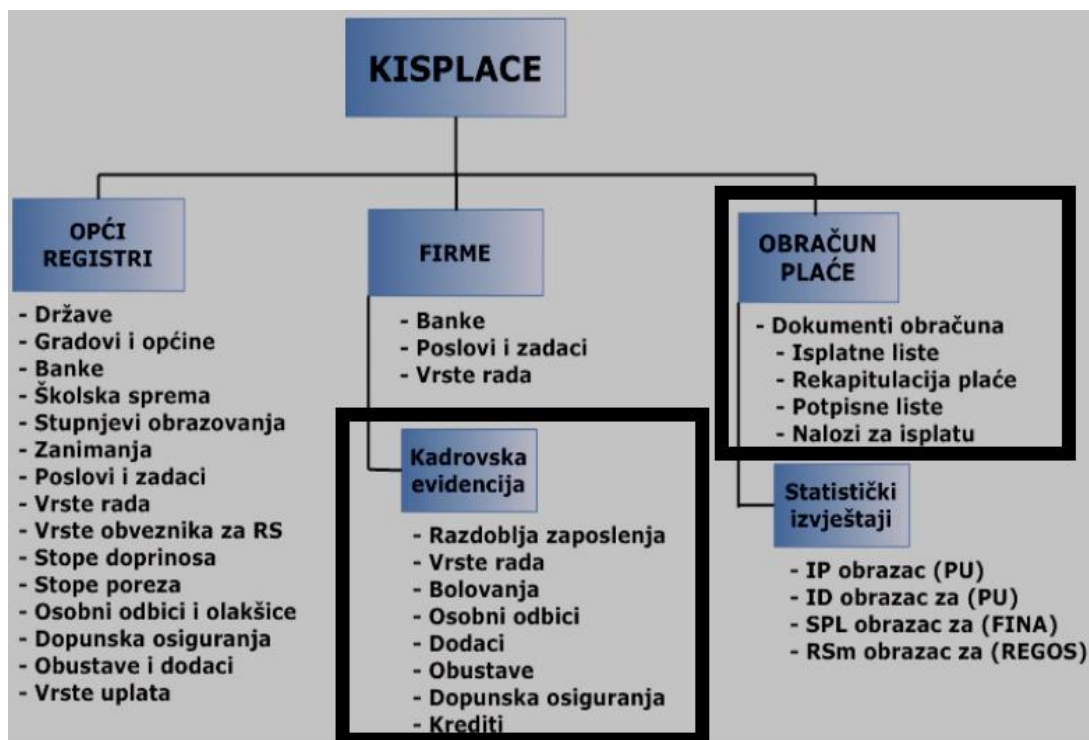 KISPLACE
OPĆI
REGISTRI
- Države
- Gradovi i općine
- Banke
- Školska sprema
- Stupnjevi obrazovanja
- Zanimanja
- Poslovi i zadaci
- Vrste rada
- Vrste obveznika za RS
- Stope doprinosa
- Stope poreza
- Osobni odbici i olakšice
- Dopunska osiguranja
- Obustave i dodaci
- Vrste uplata
FIRME
- Banke
- Poslovi i zadaci
- Vrste rada
Kadrovska
evidencija
- Razdoblja zaposlenja
- Vrste rada
- Bolovanja
- Osobni odbici
- Dodaci
- Obustave
- Dopunska osiguranja
- Krediti
OBRAČUN
PLAĆE
- Dokumenti obračuna
- Isplatne liste
- Rekapitulacija plaće
- Potpisne liste
- Nalozi za isplatu
Statistički
izvještaji
- IP obrazac (PU)
- ID obrazac za (PU)
- SPL obrazac za (FINA)
- RSm obrazac za (REGOS)